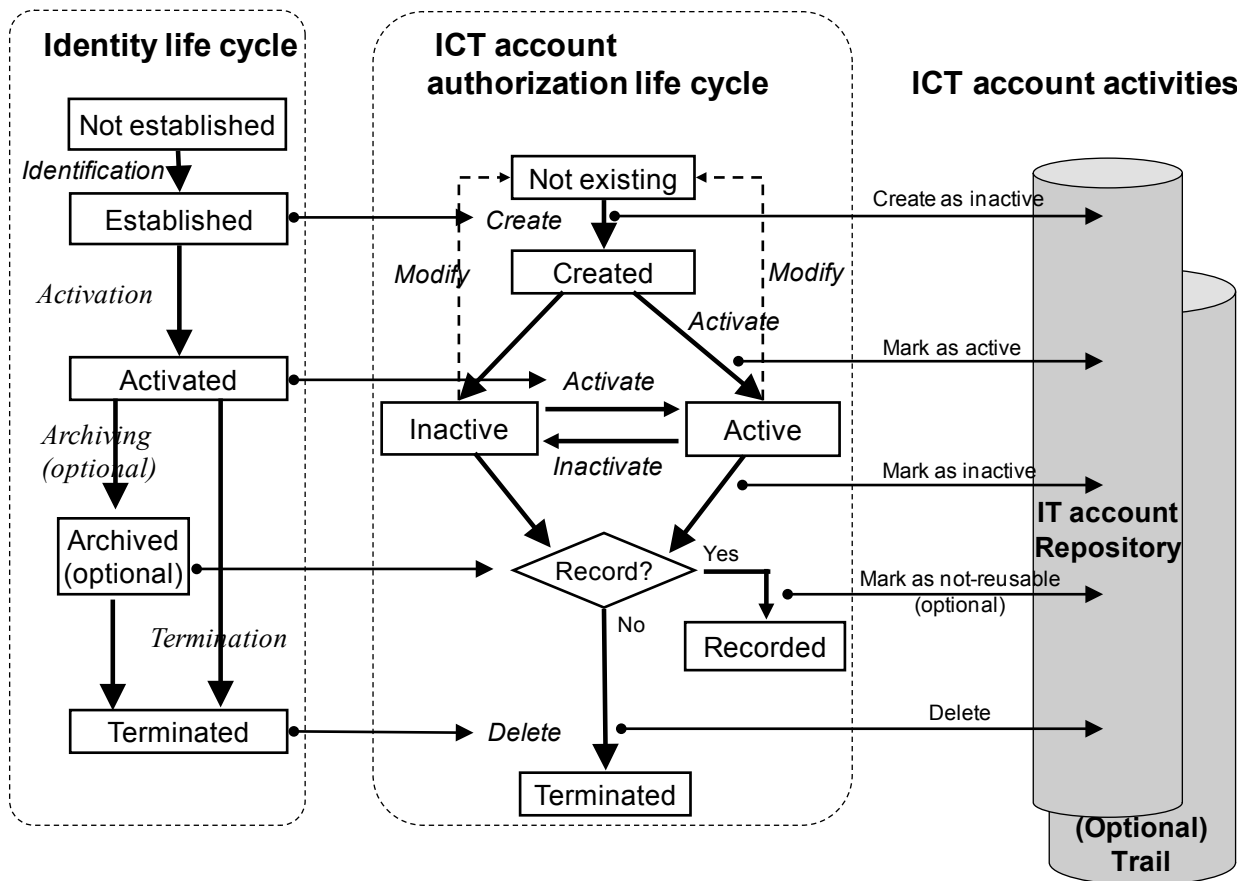 Identity life cycle
Not established
Identification
Established
Activation
Activated
Archiving
(optional)
Archived
(optional)
Termination
Terminated
ICT account
authorization life cycle
Not existing
Create
Created
Modify
Modify
Activate
Activate
Inactive
Active
Inactivate
Record?
Yes
No
Recorded
Delete
Terminated
ICT account activities
Create as inactive
Mark as active
Mark as inactive
IT account
Repository
Mark as not-reusable
(optional)
Delete
(Optional)
Trail